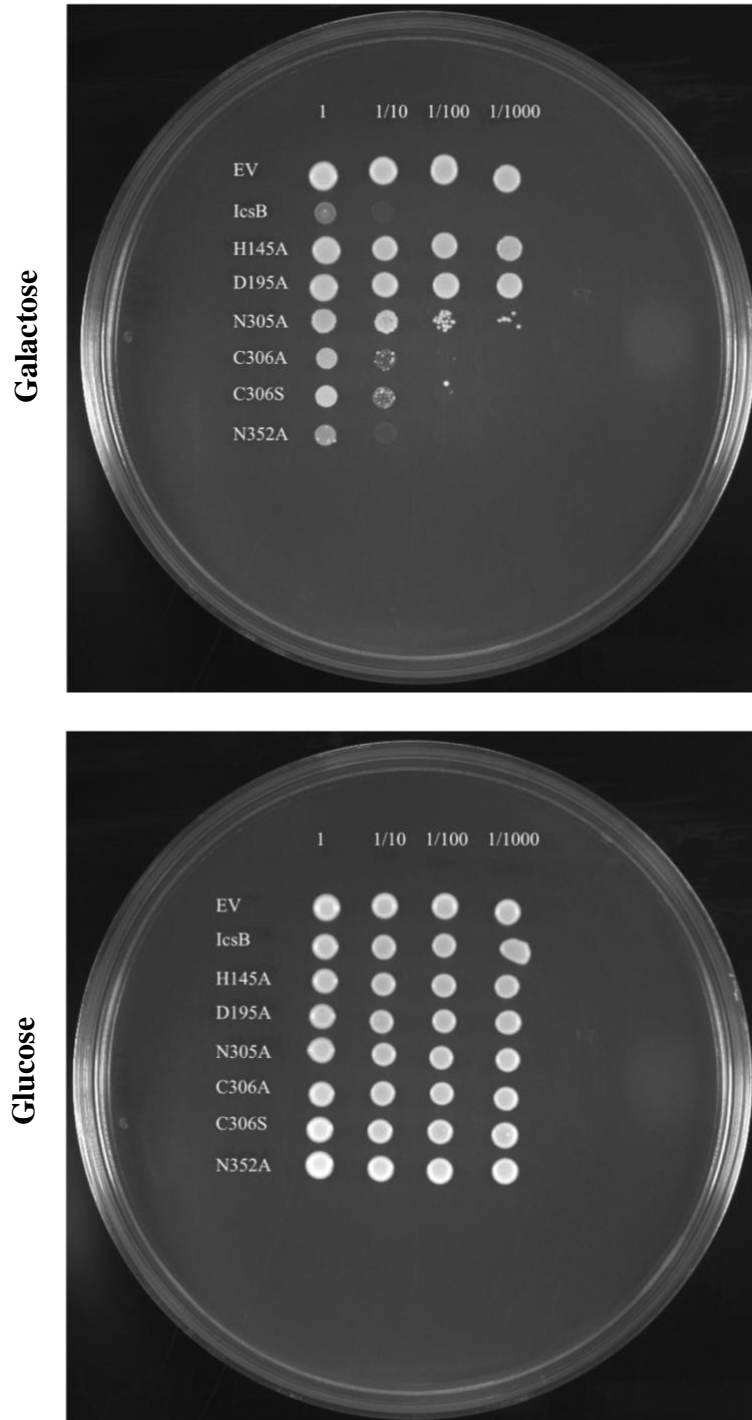 Galactose
1 1/10 1/100 1/1000
EV
IcsB
H145A
D195A
N305A
C306A
C306S
N352A
Glucose
1 1/10 1/100 1/1000
EV
IcsB
H145A
D195A
N305A
C306A
C306S
N352A